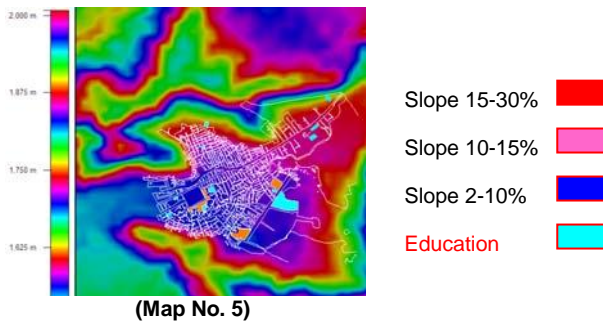 2.000 m
1.875 m
1.750 m
1.625 m
Slope 15-30%
Slope 10-15%
Slope 2-10%
Education
(Map No. 5)